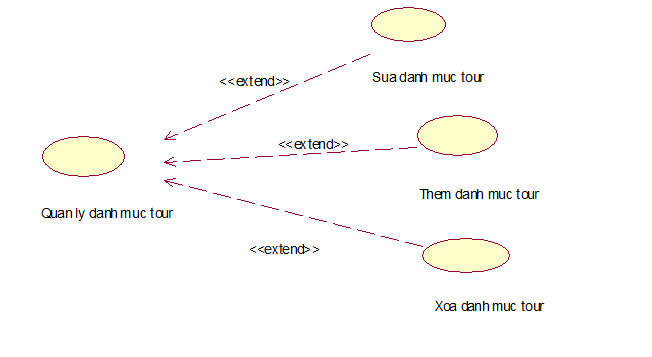 <<extend>>
Sua danh muc tour
<<extend>>
Them danh muc tour
Quan ly danh muc tour
<<extend>>
Xoa danh muc tour